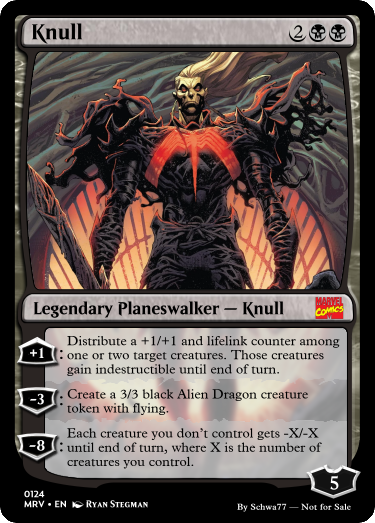 Knull 2
Legendary Planeswalker — Knull MARVEL COMICS
+1: Distribute a +1/+1 and lifelink counter among
one or two target creatures. Those creatures
gain indestructible until end of turn.
-3: Create a 3/3 black Alien Dragon creature
token with flying.
Each creature you don't control gets -X/-X
-8: until end of turn, where X is the number of
creatures you control.
5
0124
MRV • EN RYAN STEGMAN
By Schwa77 — Not for Sale